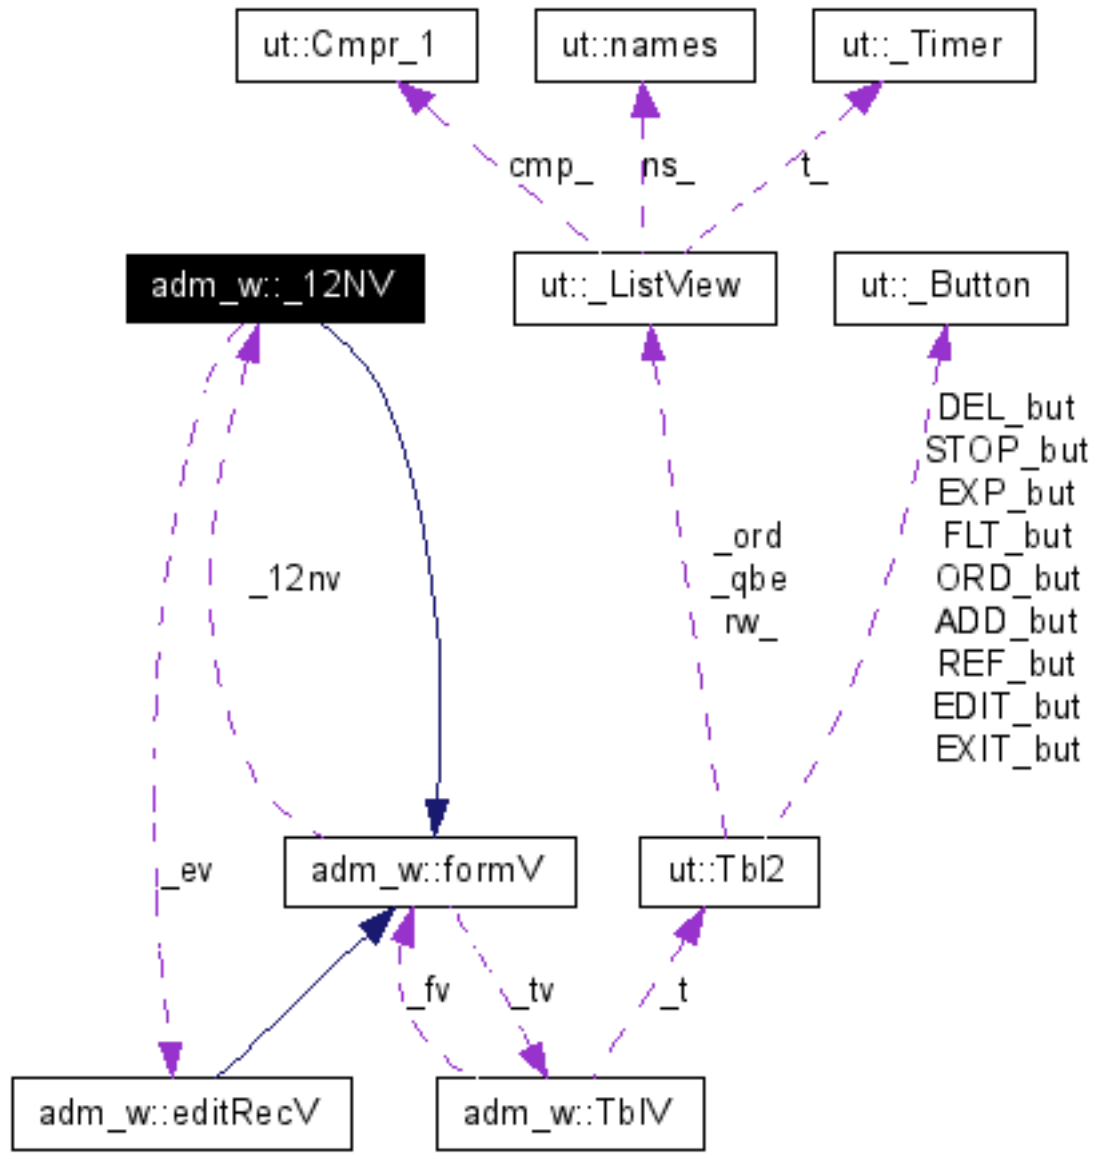 ut::Cmpr_1
ut::names
ut::_Timer
cmp_
ns_
t_
adm_w::_12NV
ut::_ListView
ut::_Button
DEL_but
STOP_but
EXP_but
FLT_but
ORD_but
ADD_but
REF_but
EDIT_but
EXIT_but
_ord
_qbe
rw_
_12nv
_ev
adm_w::formV
ut::Tbl2
_fv
_tv
_t
adm_w::editRecV
adm_w::TblV